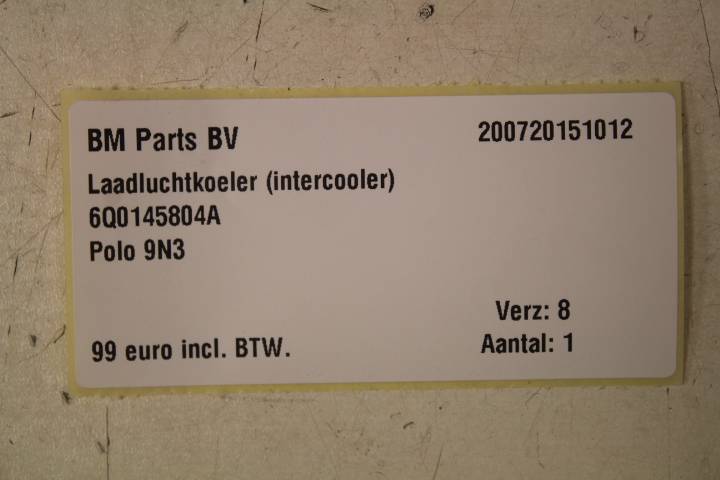 BM Parts BV 200720151012
Laadluchtkoeler (intercooler)
6Q0145804A
Polo 9N3
Verz: 8
99 euro incl. BTW. Aantal: 1